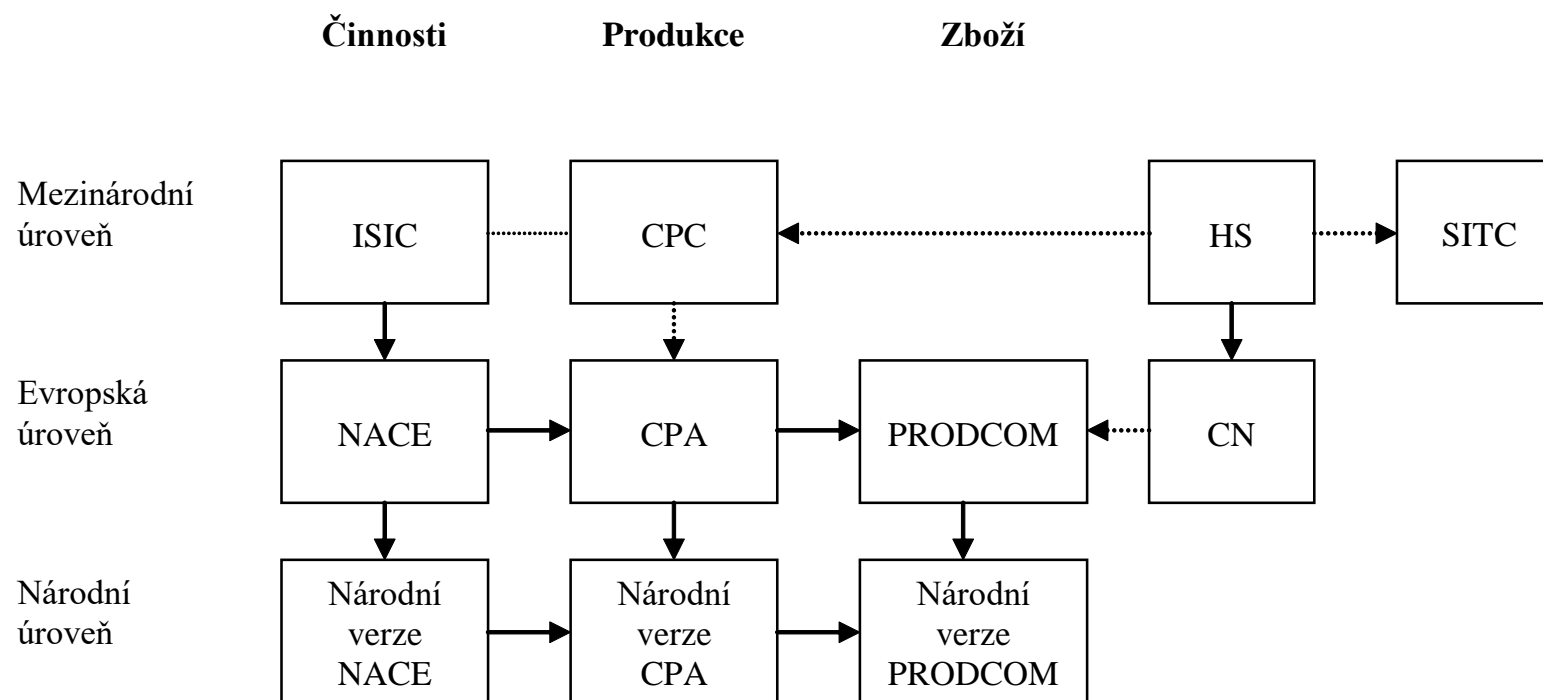 Činnosti Produkce Zboží
Mezinárodní
úroveň
ISIC CPC HS SITC
Evropská
úroveň
NACE CPA PRODCOM CN
Národní
úroveň
Národní
verze
NACE
Národní
verze
CPA
Národní
verze
PRODCOM